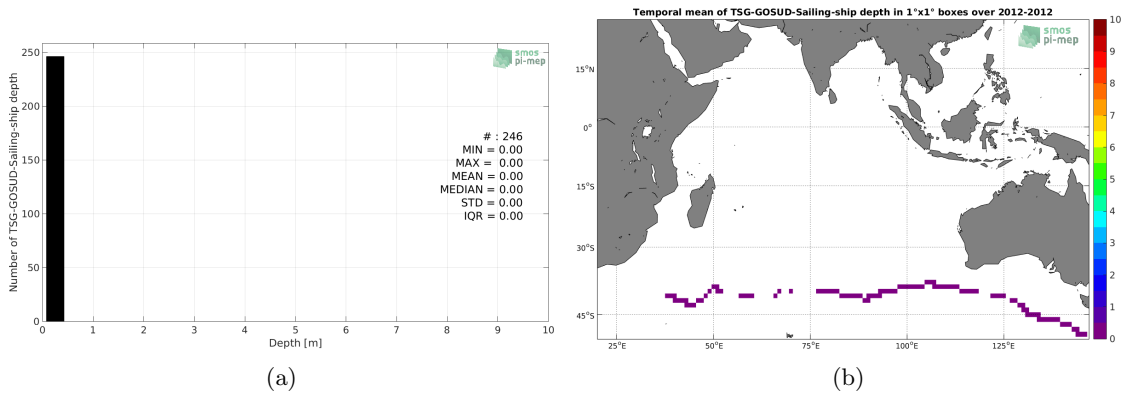 smos
pi-mep
Number of TSG-GOSUD-Sailing-ship depth
250
200
150
100
50
0
# : 246
MIN = 0.00
MAX = 0.00
MEAN = 0.00
MEDIAN = 0.00
STD = 0.00
IQR = 0.00
0 1 2 3 4 5 6 7 8 9 10
Depth [m]
(a)
Temporal mean of TSG-GOSUD-Sailing-ship depth in 1°x1° boxes over 2012-2012
smos
pi-mep
15°N
0°
15°S
30°S
45°S
25°E 50°E 75°E 100°E 125°E
10
9
8
7
6
5
4
3
2
1
0
(b)